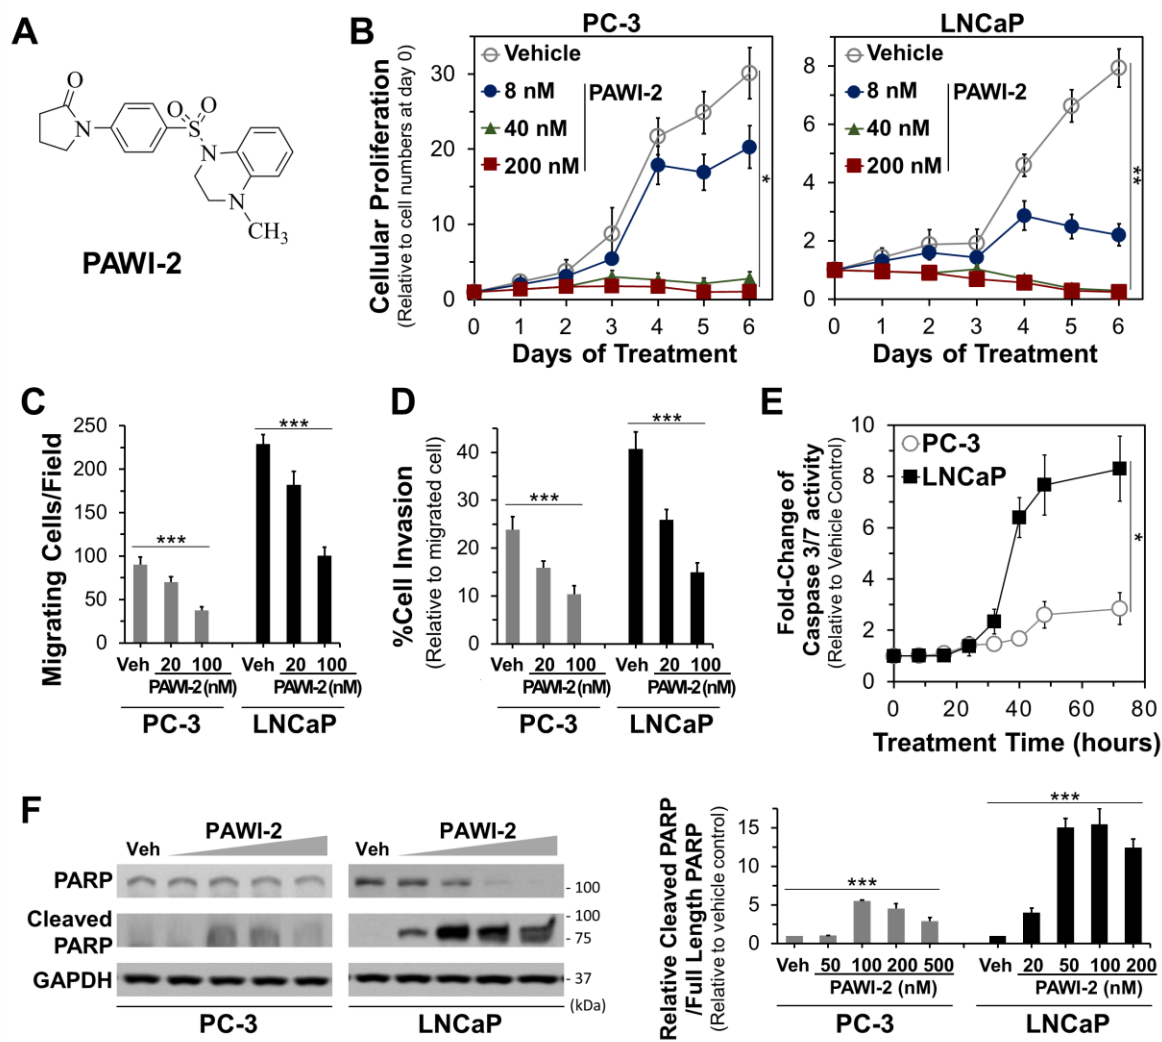 A
O
N
O
O
S
N
N
CH₃
PAWI-2
B
PC-3
Cellular Proliferation
(Relative to cell numbers at day 0)
30
20
10
0
Vehicle
8 nM
40 nM
200 nM
PAWI-2
*
0 1 2 3 4 5 6
Days of Treatment
LNCaP
8
6
4
2
0
Vehicle
8 nM
40 nM
200 nM
PAWI-2
**
0 1 2 3 4 5 6
Days of Treatment
C
Migrating Cells/Field
250
200
150
100
50
0
***
***
Veh 20 100 Veh 20 100
PAWI-2 (nM) PAWI-2 (nM)
PC-3 LNCaP
D
%Cell Invasion
(Relative to migrated cell)
40
30
20
10
0
***
***
Veh 20 100 Veh 20 100
PAWI-2 (nM) PAWI-2 (nM)
PC-3 LNCaP
E
Fold-Change of
Caspase 3/7 activity
(Relative to Vehicle Control)
10
8
6
4
2
0
PC-3
LNCaP
*
0 20 40 60 80
Treatment Time (hours)
F
PAWI-2 PAWI-2
Veh Veh
PARP
- 100
Cleaved
PARP
- 100
- 75
GAPDH
- 37
(kDa)
PC-3 LNCaP
Relative Cleaved PARP
/Full Length PARP
(Relative to vehicle control)
15
10
5
0
***
***
Veh 50 100 200 500 Veh 20 50 100 200
PAWI-2 (nM) PAWI-2 (nM)
PC-3 LNCaP